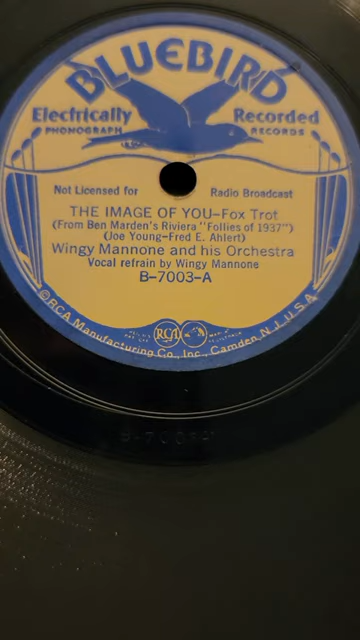 BLUEBIRD
Electrically Recorded
PHONOGRAPH RECORDS
Not Licensed for Radio Broadcast
THE IMAGE OF YOU—Fox Trot
(From Ben Marden's Riviera "Follies of 1937")
(Joe Young-Fred E. Ahlert)
Wingy Mannone and his Orchestra
Vocal refrain by Wingy Mannone
B-7003-A
RCA
©RCA Manufacturing Co., Inc., Camden, N.J., U.S.A.